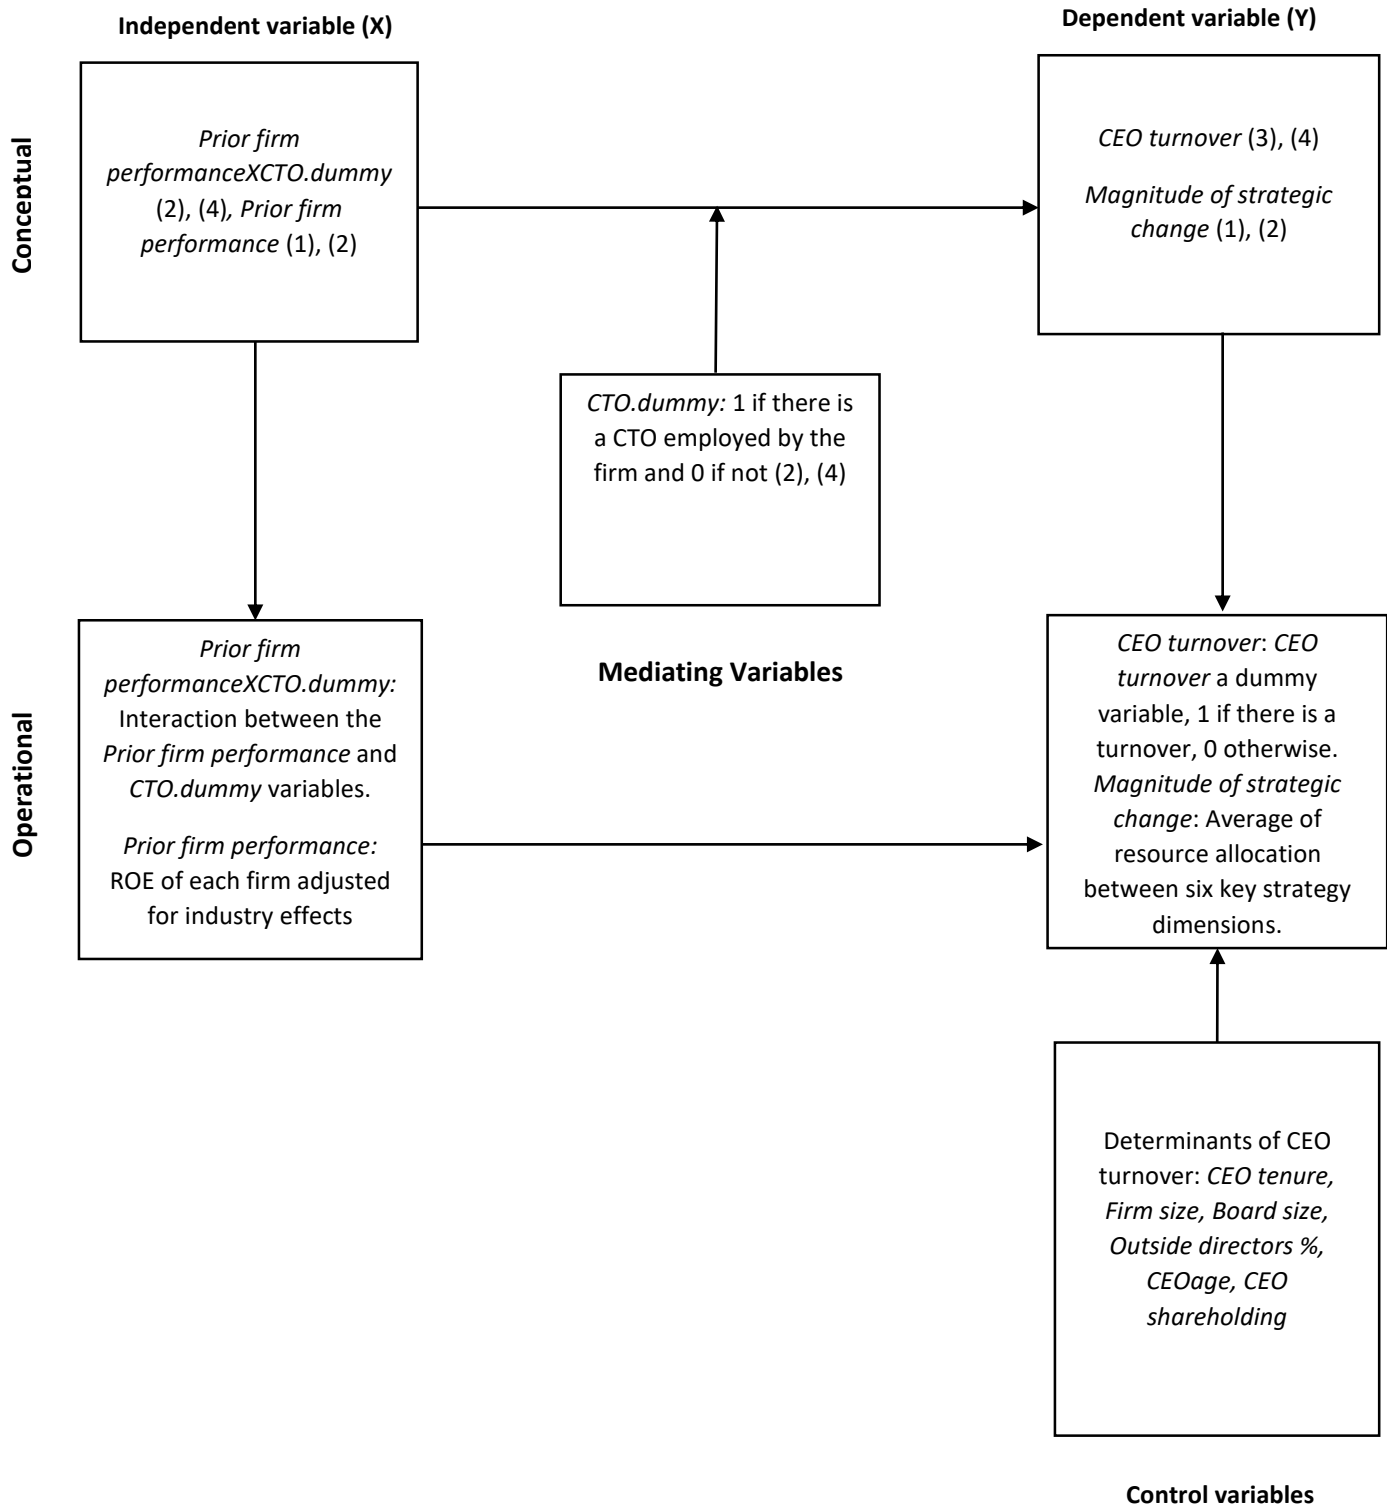 Independent variable (X)
Dependent variable (Y)
Conceptual
Prior firm
performanceXCTO.dummy
(2), (4), Prior firm
performance (1), (2)
CEO turnover (3), (4)
Magnitude of strategic
change (1), (2)
CTO.dummy: 1 if there is
a CTO employed by the
firm and 0 if not (2), (4)
Mediating Variables
Operational
Prior firm
performanceXCTO.dummy:
Interaction between the
Prior firm performance and
CTO.dummy variables.
Prior firm performance:
ROE of each firm adjusted
for industry effects
CEO turnover: CEO
turnover a dummy
variable, 1 if there is a
turnover, 0 otherwise.
Magnitude of strategic
change: Average of
resource allocation
between six key strategy
dimensions.
Determinants of CEO
turnover: CEO tenure,
Firm size, Board size,
Outside directors %,
CEOage, CEO
shareholding
Control variables